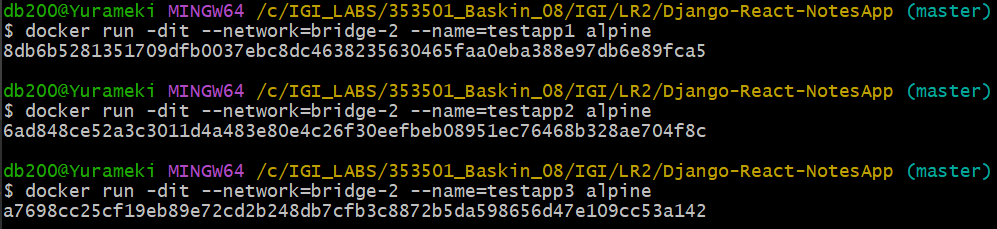 db200@Yurameki MINGW64 /c/IGI_LABS/353501_Baskin_08/IGI/LR2/Django-React-NotesApp (master)
$ docker run -dit --network=bridge-2 --name=testapp1 alpine
8db6b5281351709dfb0037ebc8dc4638235630465faa0eba388e97db6e89fca5
db200@Yurameki MINGW64 /c/IGI_LABS/353501_Baskin_08/IGI/LR2/Django-React-NotesApp (master)
$ docker run -dit --network=bridge-2 --name=testapp2 alpine
6ad848ce52a3c3011d4a483e80e4c26f30eefbeb08951ec76468b328ae704f8c
db200@Yurameki MINGW64 /c/IGI_LABS/353501_Baskin_08/IGI/LR2/Django-React-NotesApp (master)
$ docker run -dit --network=bridge-2 --name=testapp3 alpine
a7698cc25cf19eb89e72cd2b248db7cfb3c8872b5da598656d47e109cc53a142